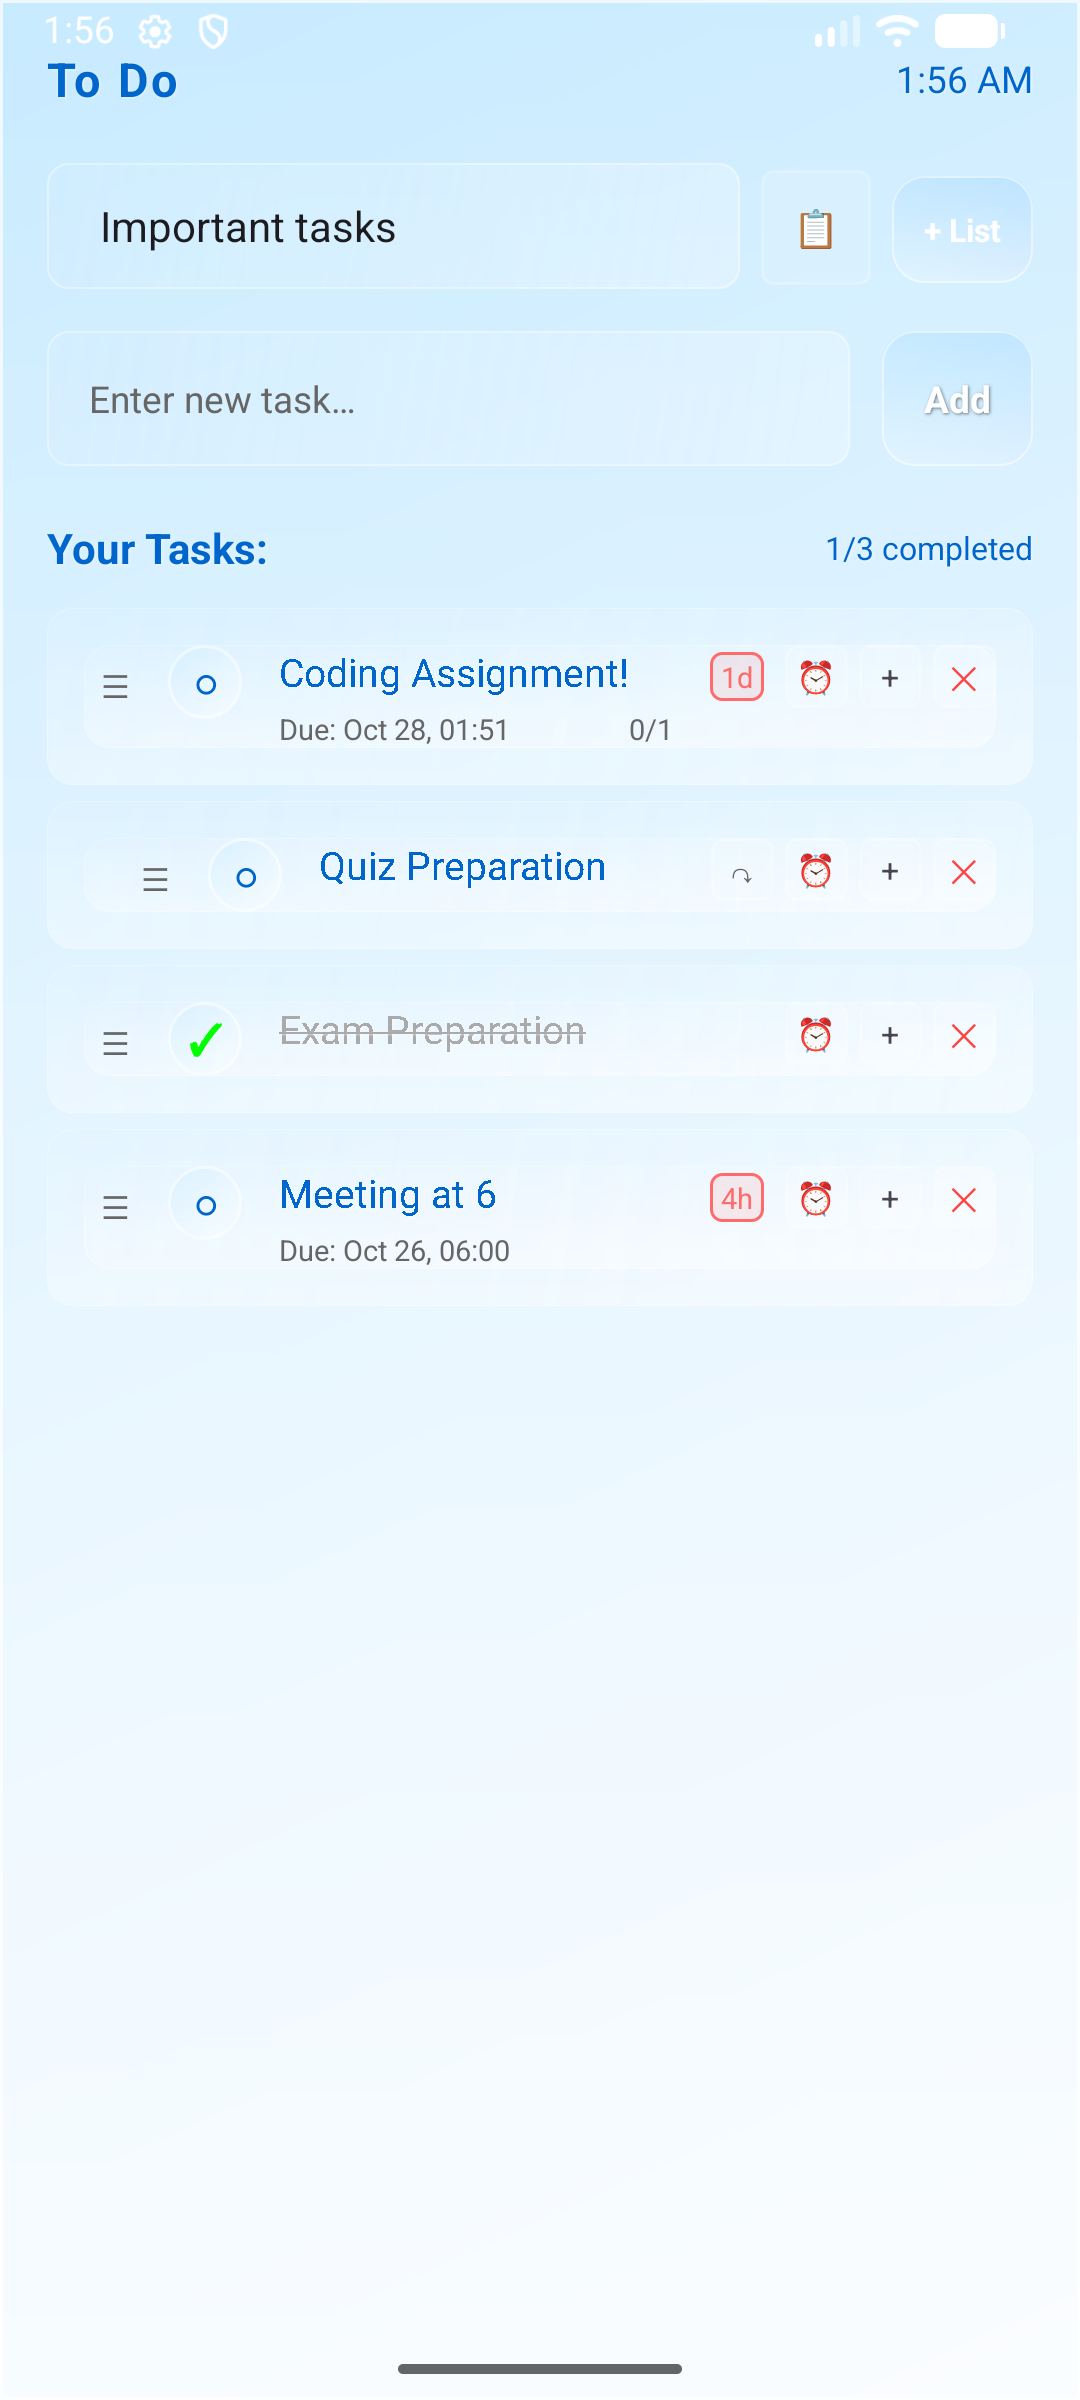 1:56
To Do
1:56 AM
Important tasks
+ List
Enter new task...
Add
Your Tasks:
1/3 completed
Coding Assignment!
1d
+
Due: Oct 28, 01:51
0/1
Quiz Preparation
+
Exam Preparation
+
Meeting at 6
4h
+
Due: Oct 26, 06:00